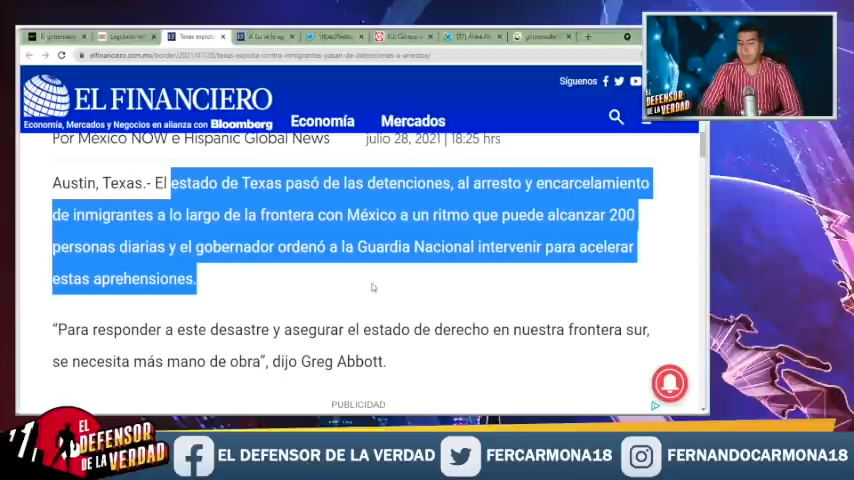 El gobernado
Legisladores
Texas explot
elfinanciero.com.mx/border/2021/07/28/texas-explota-contra-inmigrantes-pasan-de-detenciones-a-arrestos/
EL FINANCIERO
Economía, Mercados y Negocios en alianza con Bloomberg
Economía
Mercados
Síguenos
Por México NOW e Hispanic Global News
julio 28, 2021 | 18:25 hrs
Austin, Texas.- El estado de Texas pasó de las detenciones, al arresto y encarcelamiento
de inmigrantes a lo largo de la frontera con México a un ritmo que puede alcanzar 200
personas diarias y el gobernador ordenó a la Guardia Nacional intervenir para acelerar
estas aprehensiones.
“Para responder a este desastre y asegurar el estado de derecho en nuestra frontera sur,
se necesita más mano de obra”, dijo Greg Abbott.
PUBLICIDAD
EL
DEFENSOR
DE LA VERDAD
EL
DEFENSOR
DE LA VERDAD
EL DEFENSOR DE LA VERDAD
FERCARMONA18
FERNANDOCARMONA18